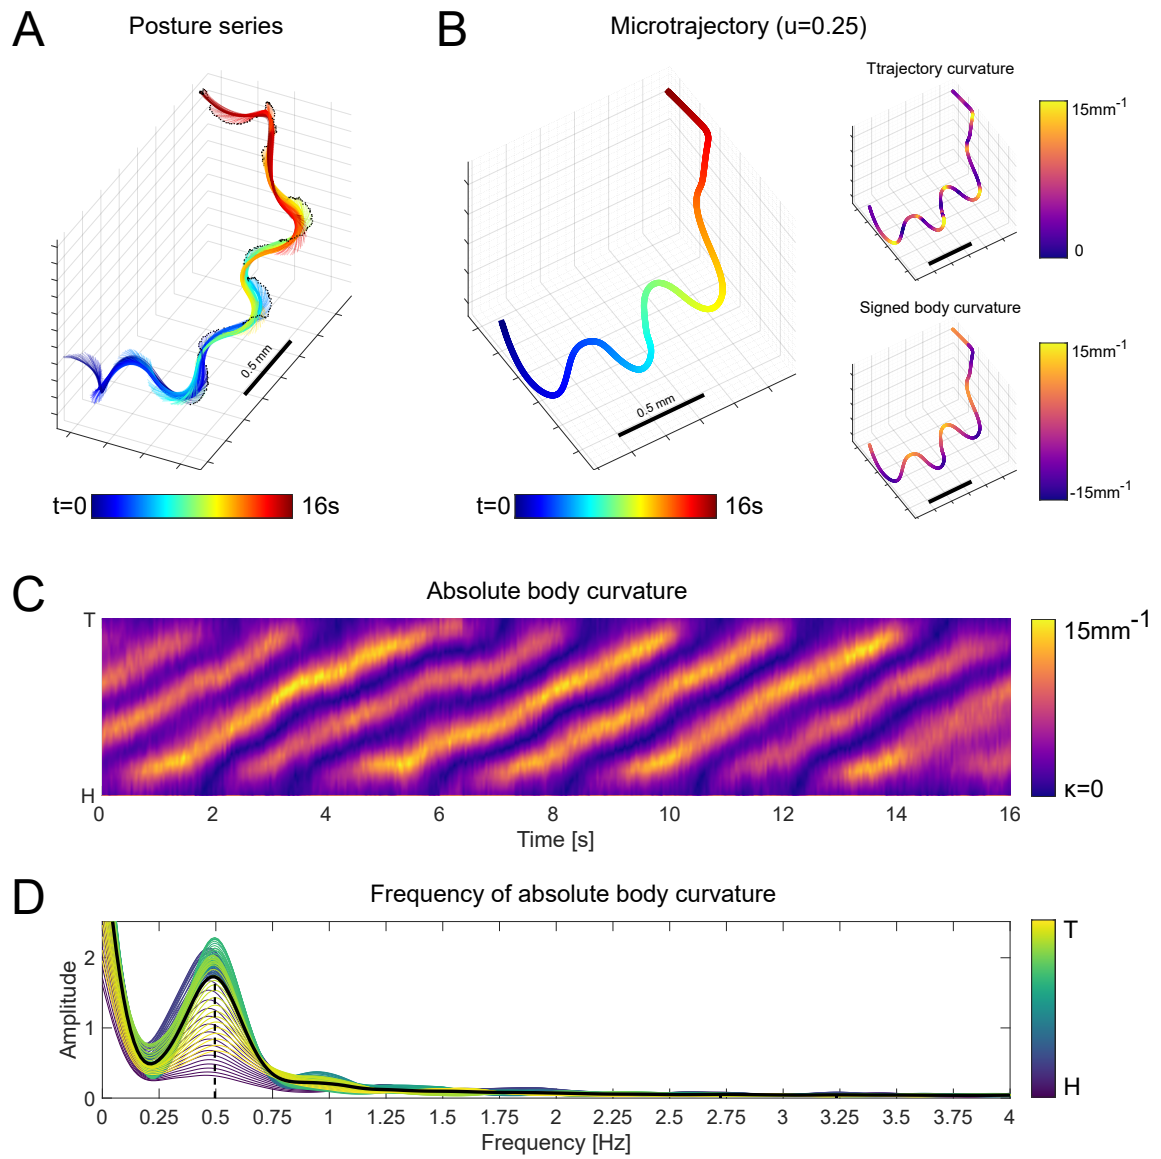 A
Posture series
0.5 mm
t=0
16s
B
Microtrajectory (u=0.25)
0.5 mm
t=0
16s
Ttrajectory curvature
15mm⁻¹
0
Signed body curvature
15mm⁻¹
-15mm⁻¹
C
Absolute body curvature
T
H
0 2 4 6 8 10 12 14 16
Time [s]
15mm⁻¹
κ=0
D
Frequency of absolute body curvature
Amplitude
2
1
0
0 0.25 0.5 0.75 1 1.25 1.5 1.75 2 2.25 2.5 2.75 3 3.25 3.5 3.75 4
Frequency [Hz]
T
H